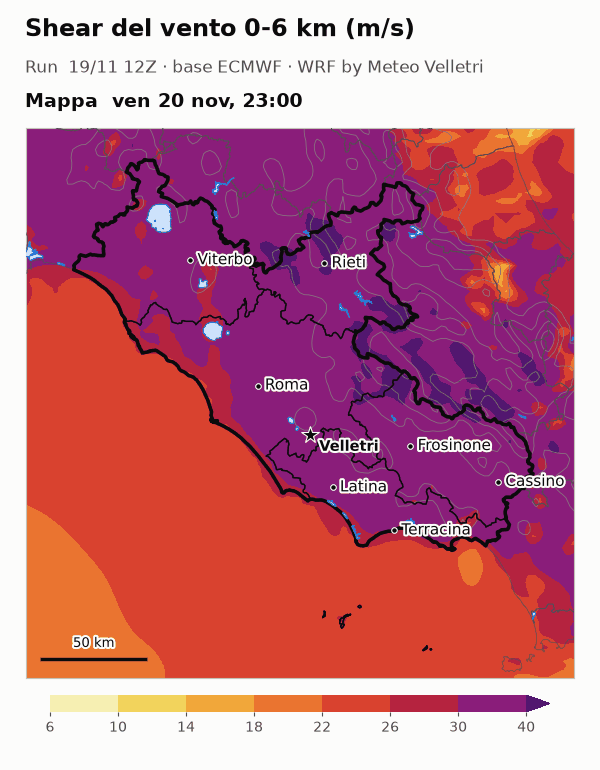 Shear del vento 0-6 km (m/s)
Run  19/11 12Z · base ECMWF · WRF by Meteo Velletri
Mappa  ven 20 nov, 23:00
Viterbo
Rieti
Roma
Velletri
Frosinone
Cassino
Latina
Terracina
50 km
6 10 14 18 22 26 30 40